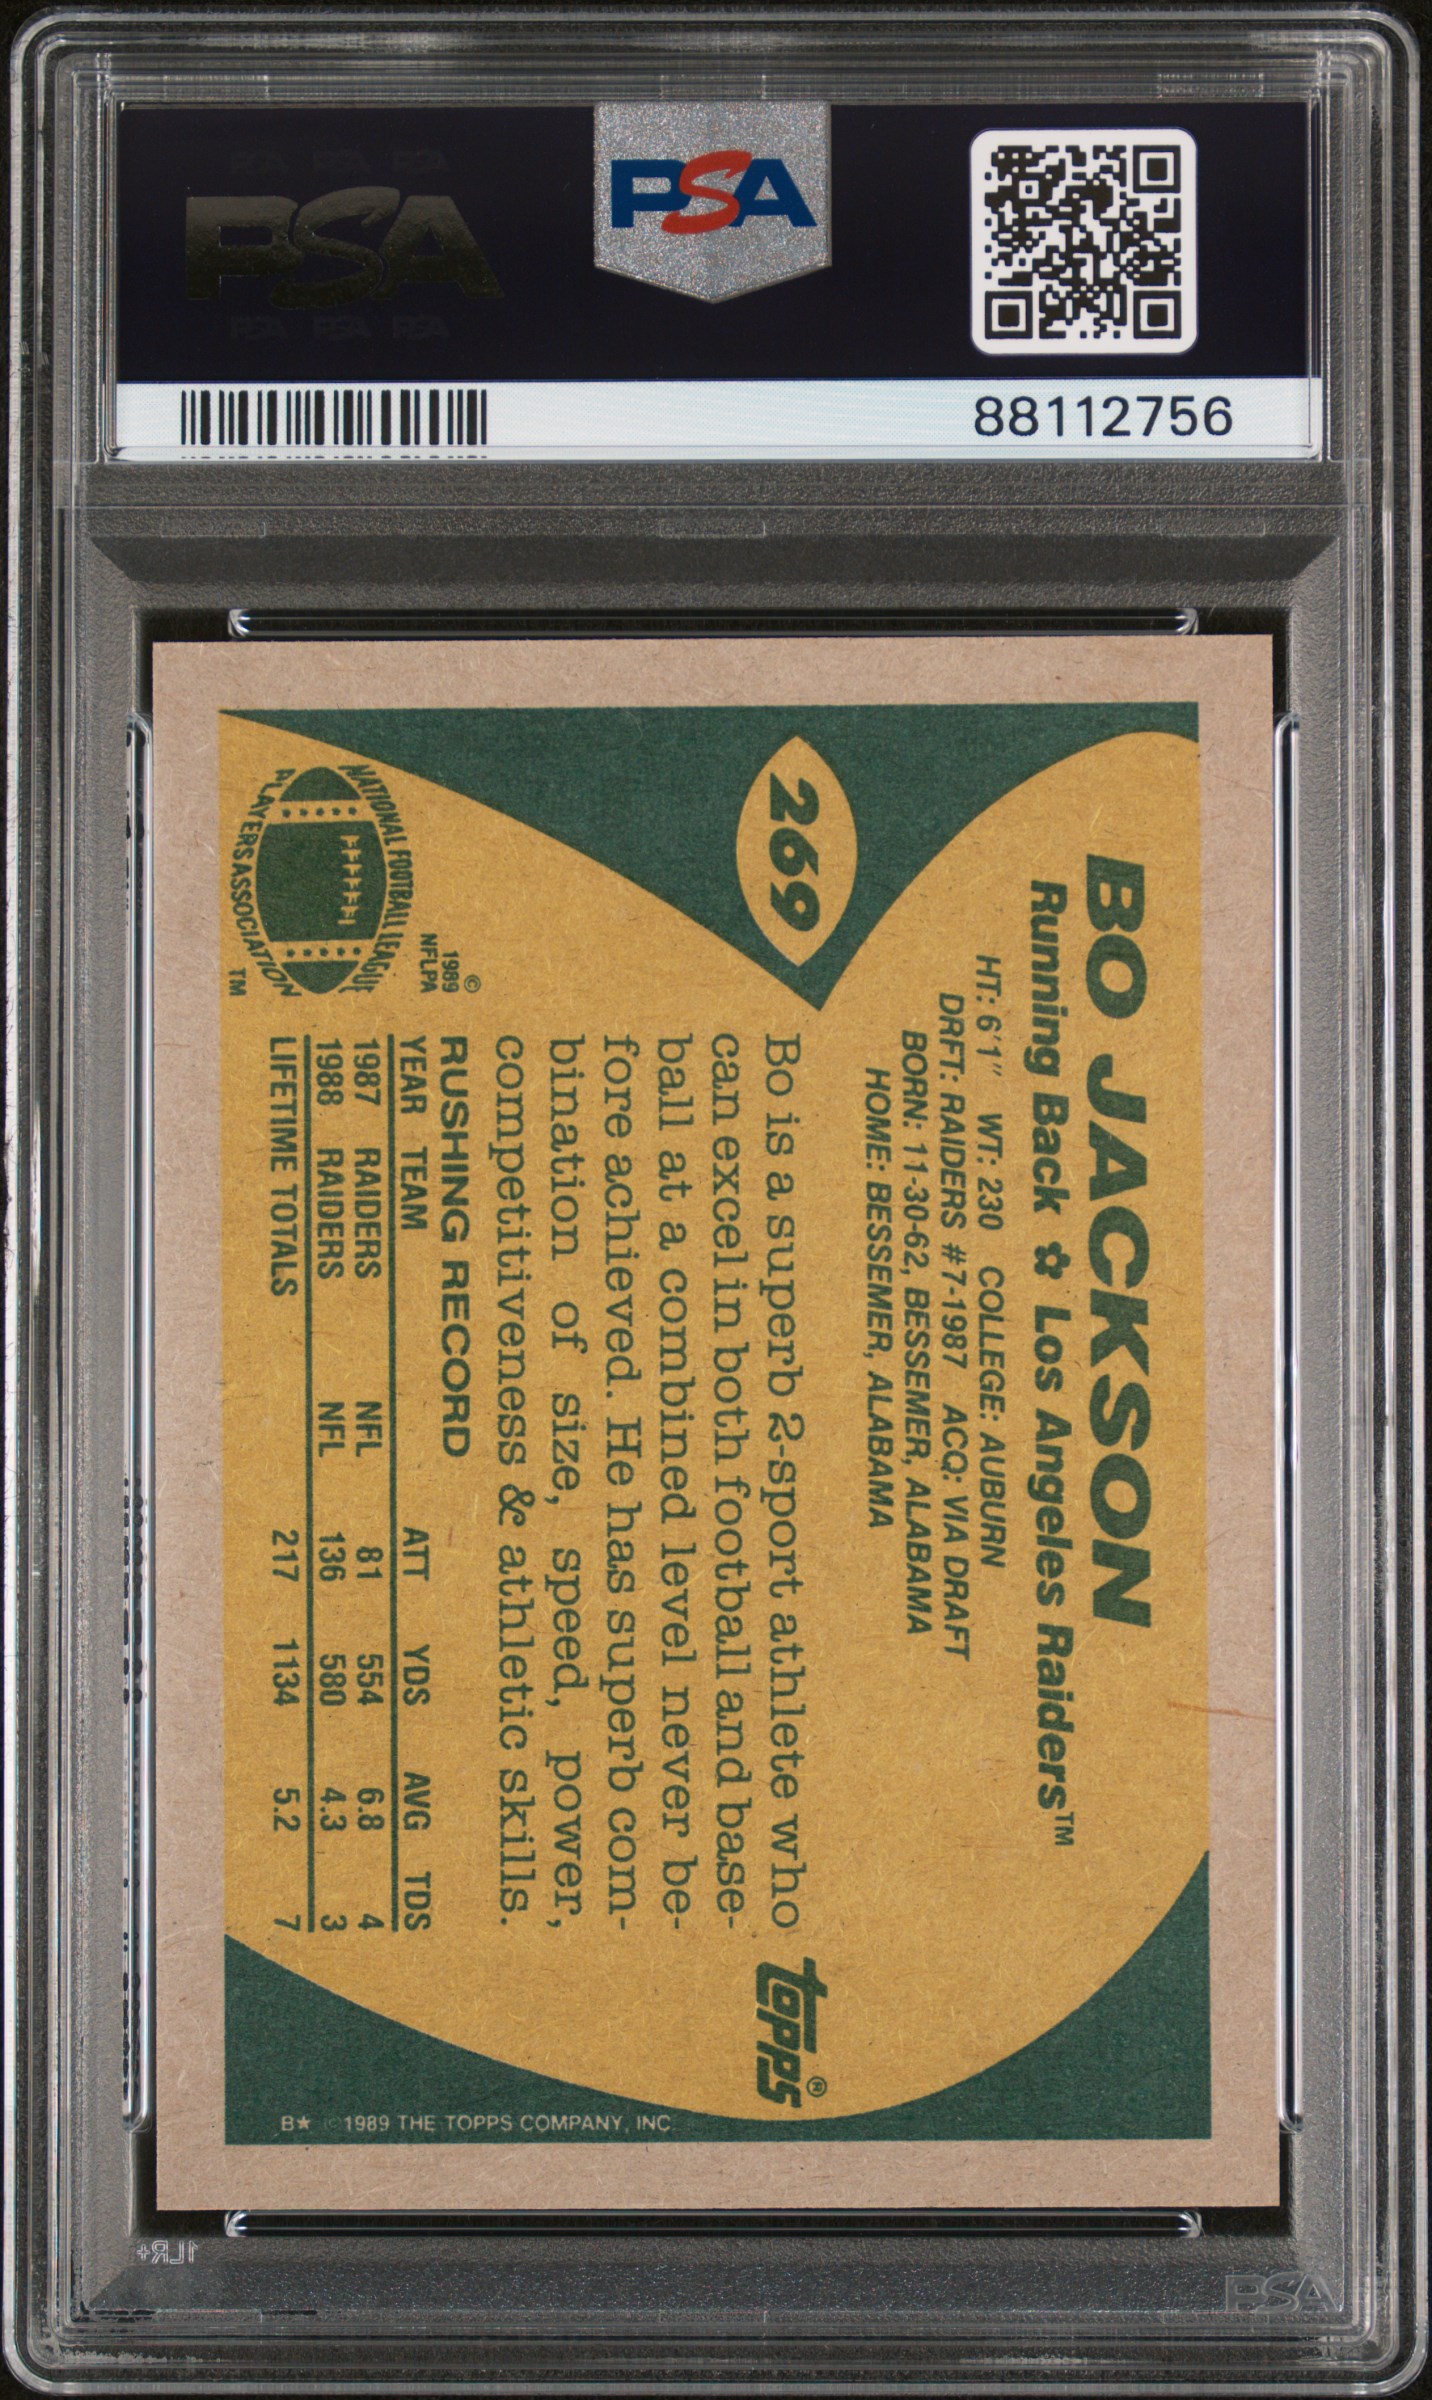 PSA
PSA
88112756
269
BO JACKSON
Running Back ✿ Los Angeles Raiders™
HT: 6'1" WT: 230 COLLEGE: AUBURN
DRFT: RAIDERS #7-1987 ACQ: VIA DRAFT
BORN: 11-30-62, BESSEMER, ALABAMA
HOME: BESSEMER, ALABAMA
Bo is a superb 2-sport athlete who
can excel in both football and base-
ball at a combined level never be-
fore achieved. He has superb com-
bination of size, speed, power,
competitiveness & athletic skills.
RUSHING RECORD
YEAR TEAM ATT YDS AVG TDS
1987 RAIDERS NFL 81 554 6.8 4
1988 RAIDERS NFL 136 580 4.3 3
LIFETIME TOTALS 217 1134 5.2 7
NATIONAL FOOTBALL LEAGUE
PLAYERS ASSOCIATION
TM
©
1989
NFLPA
topps®
B★ ©1989 THE TOPPS COMPANY, INC.
1LR+
PSA